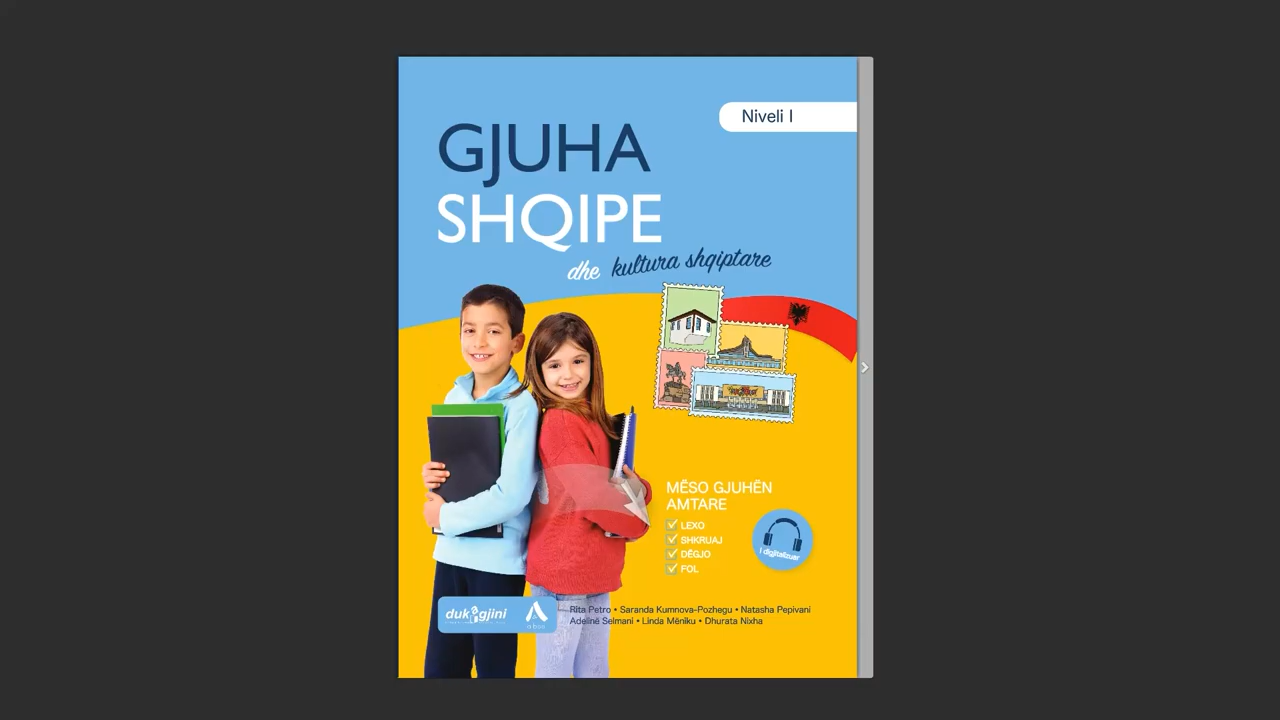 Niveli I
GJUHA
SHQIPE
dhe kultura shqiptare
MËSO GJUHËN
AMTARE
LEXO
SHKRUAJ
DËGJO
FOL
I digjitalizuar
dukagjini
Rita Petro • Saranda Kumnova-Pozhegu • Natasha Pepivani
Adelinë Selmani • Linda Mëniku • Dhurata Nixha